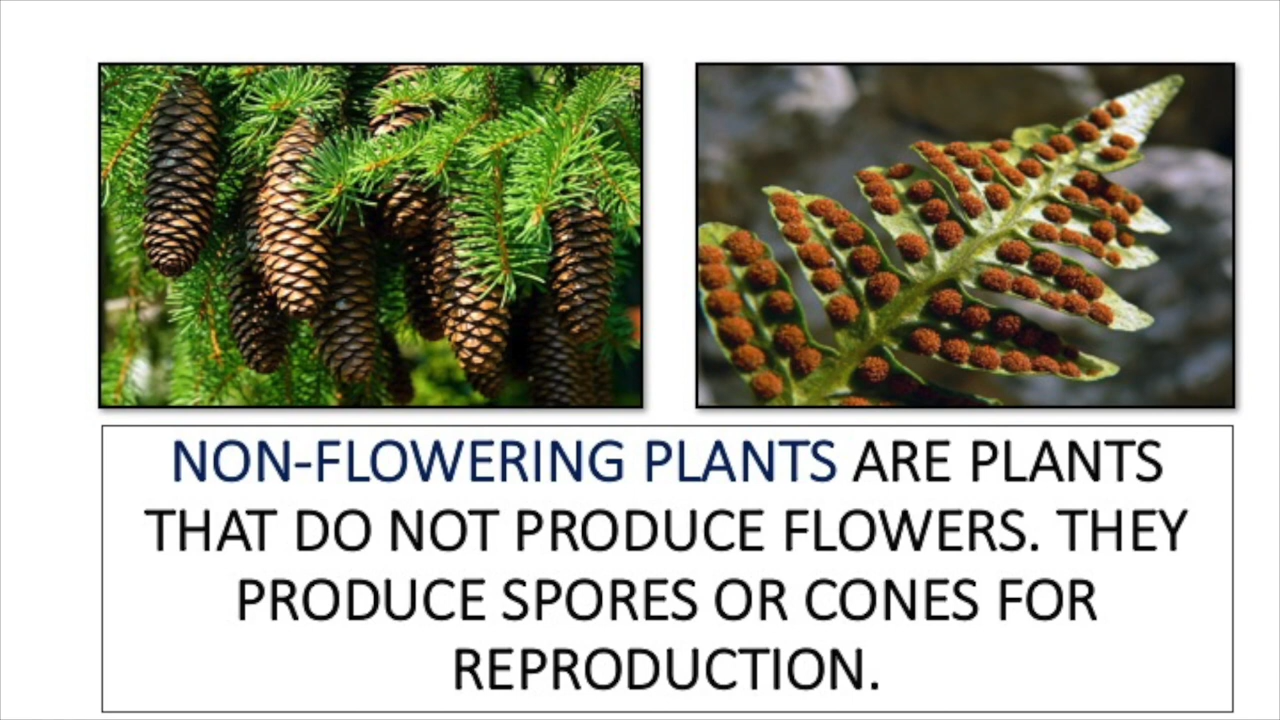 NON-FLOWERING PLANTS ARE PLANTS
THAT DO NOT PRODUCE FLOWERS. THEY
PRODUCE SPORES OR CONES FOR
REPRODUCTION.